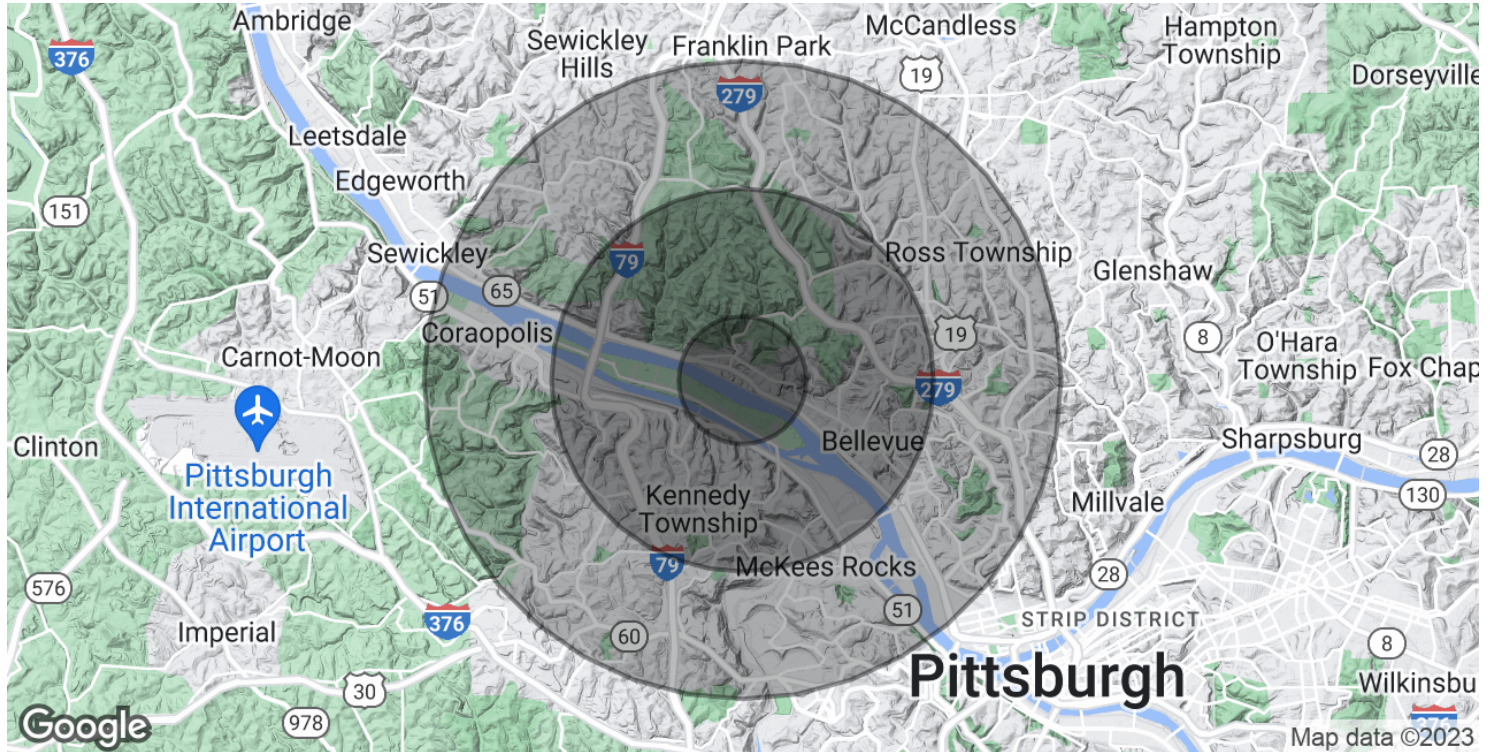 Ambridge
McCandless
Hampton
Township
Sewickley
Hills
Franklin Park
376
19
Dorseyville
279
Leetsdale
Edgeworth
151
Sewickley
79
Ross Township
Glenshaw
65
51
Coraopolis
19
8
O'Hara
Township
Fox Chap
Carnot-Moon
279
Clinton
Bellevue
Sharpsburg
28
Pittsburgh
International
Airport
Kennedy
Township
Millvale
130
79
McKees Rocks
28
576
51
STRIP DISTRICT
376
Imperial
60
8
Pittsburgh
30
Wilkinsbu
978
376
Google
Map data ©2023